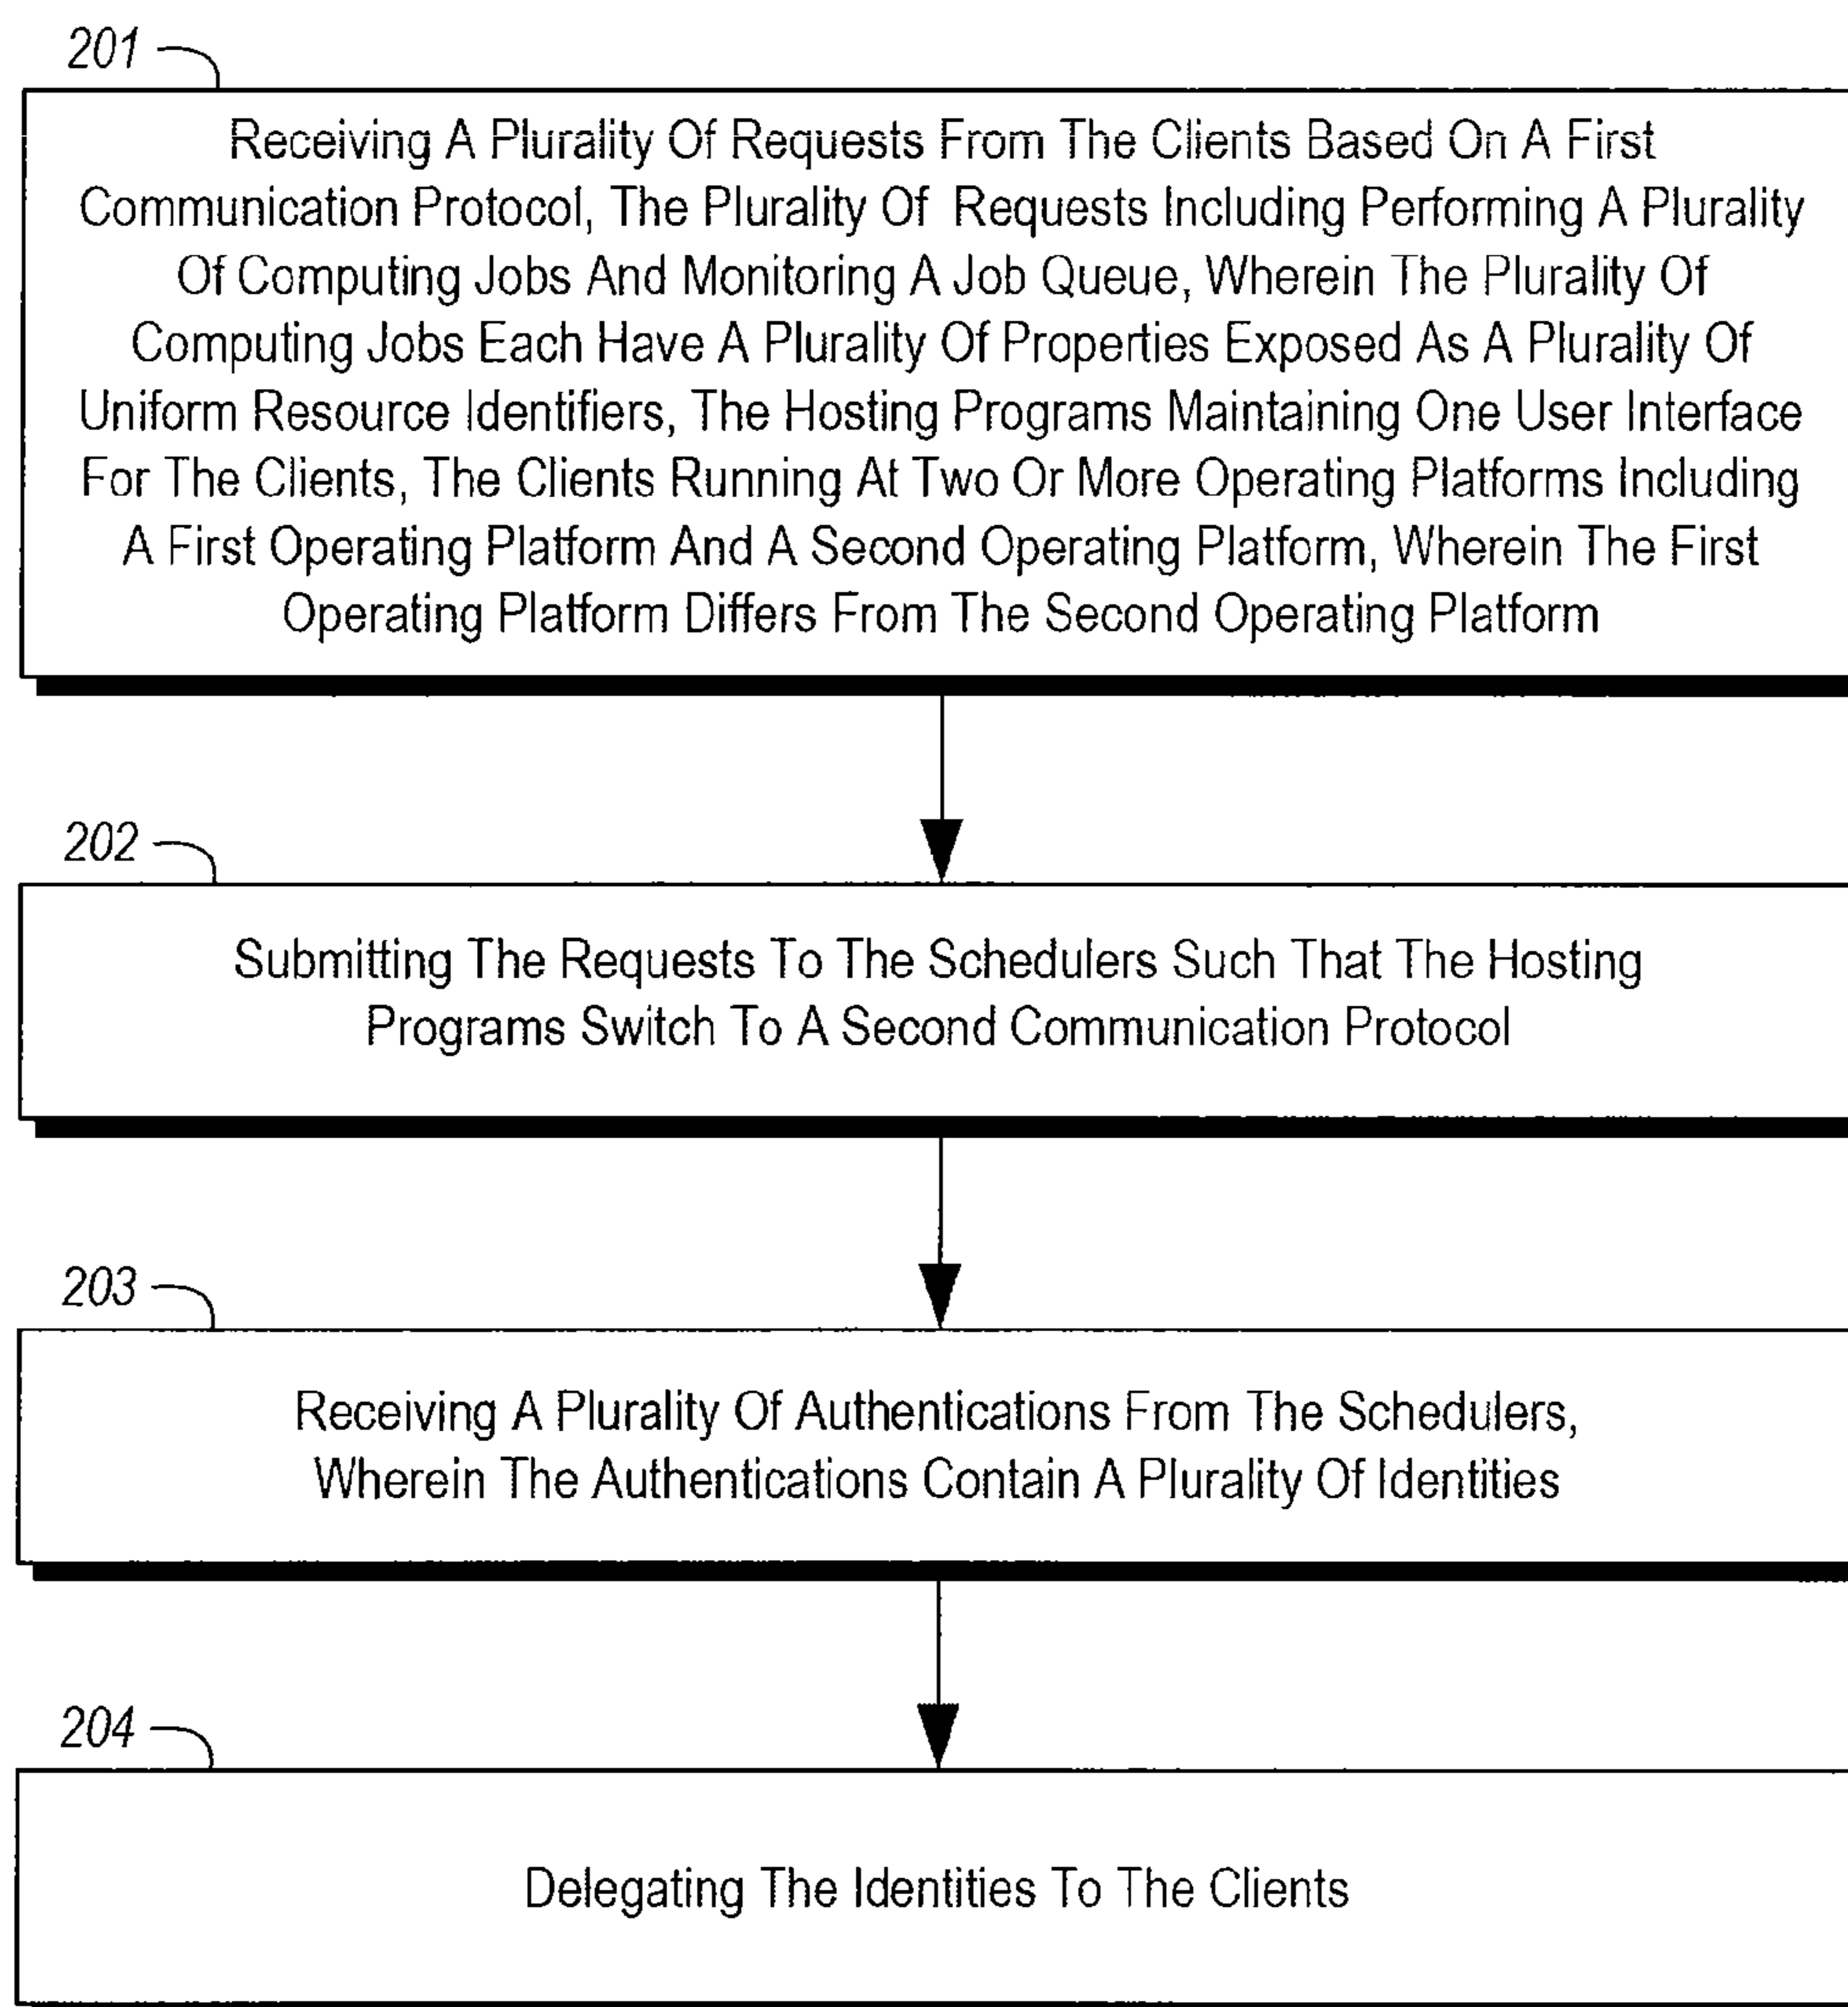 201
Receiving A Plurality Of Requests From The Clients Based On A First
Communication Protocol, The Plurality Of Requests Including Performing A Plurality
Of Computing Jobs And Monitoring A Job Queue, Wherein The Plurality Of
Computing Jobs Each Have A Plurality Of Properties Exposed As A Plurality Of
Uniform Resource Identifiers, The Hosting Programs Maintaining One User Interface
For The Clients, The Clients Running At Two Or More Operating Platforms Including
A First Operating Platform And A Second Operating Platform, Wherein The First
Operating Platform Differs From The Second Operating Platform
202
Submitting The Requests To The Schedulers Such That The Hosting
Programs Switch To A Second Communication Protocol
203
Receiving A Plurality Of Authentications From The Schedulers,
Wherein The Authentications Contain A Plurality Of Identities
204
Delegating The Identities To The Clients